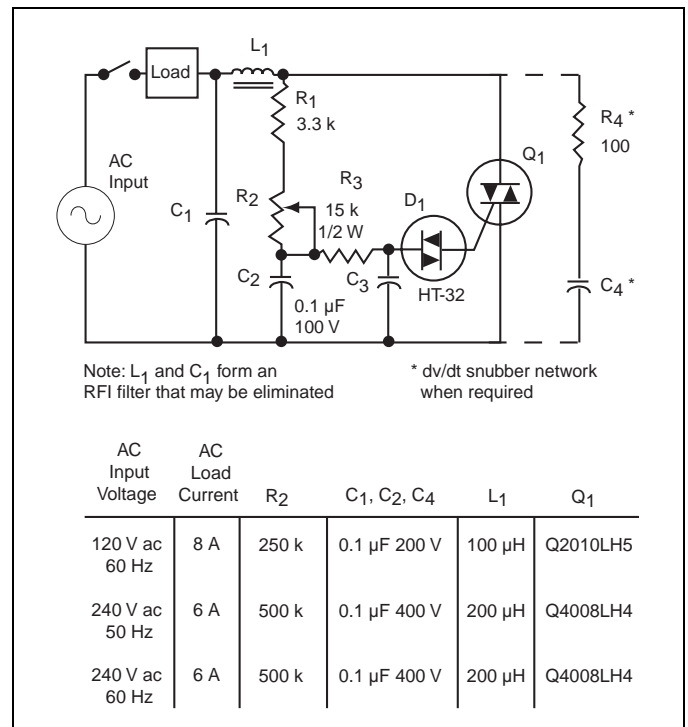 L1
Load
R1
3.3 k
R4 *
100
Q1
AC
Input
R2
R3
15 k
1/2 W
D1
C1
C2
C3
HT-32
C4 *
0.1 µF
100 V
Note: L1 and C1 form an
RFI filter that may be eliminated
* dv/dt snubber network
when required
AC
Input
Voltage
AC
Load
Current
R2
C1, C2, C4
L1
Q1
120 V ac
60 Hz
8 A
250 k
0.1 µF 200 V
100 µH
Q2010LH5
240 V ac
50 Hz
6 A
500 k
0.1 µF 400 V
200 µH
Q4008LH4
240 V ac
60 Hz
6 A
500 k
0.1 µF 400 V
200 µH
Q4008LH4